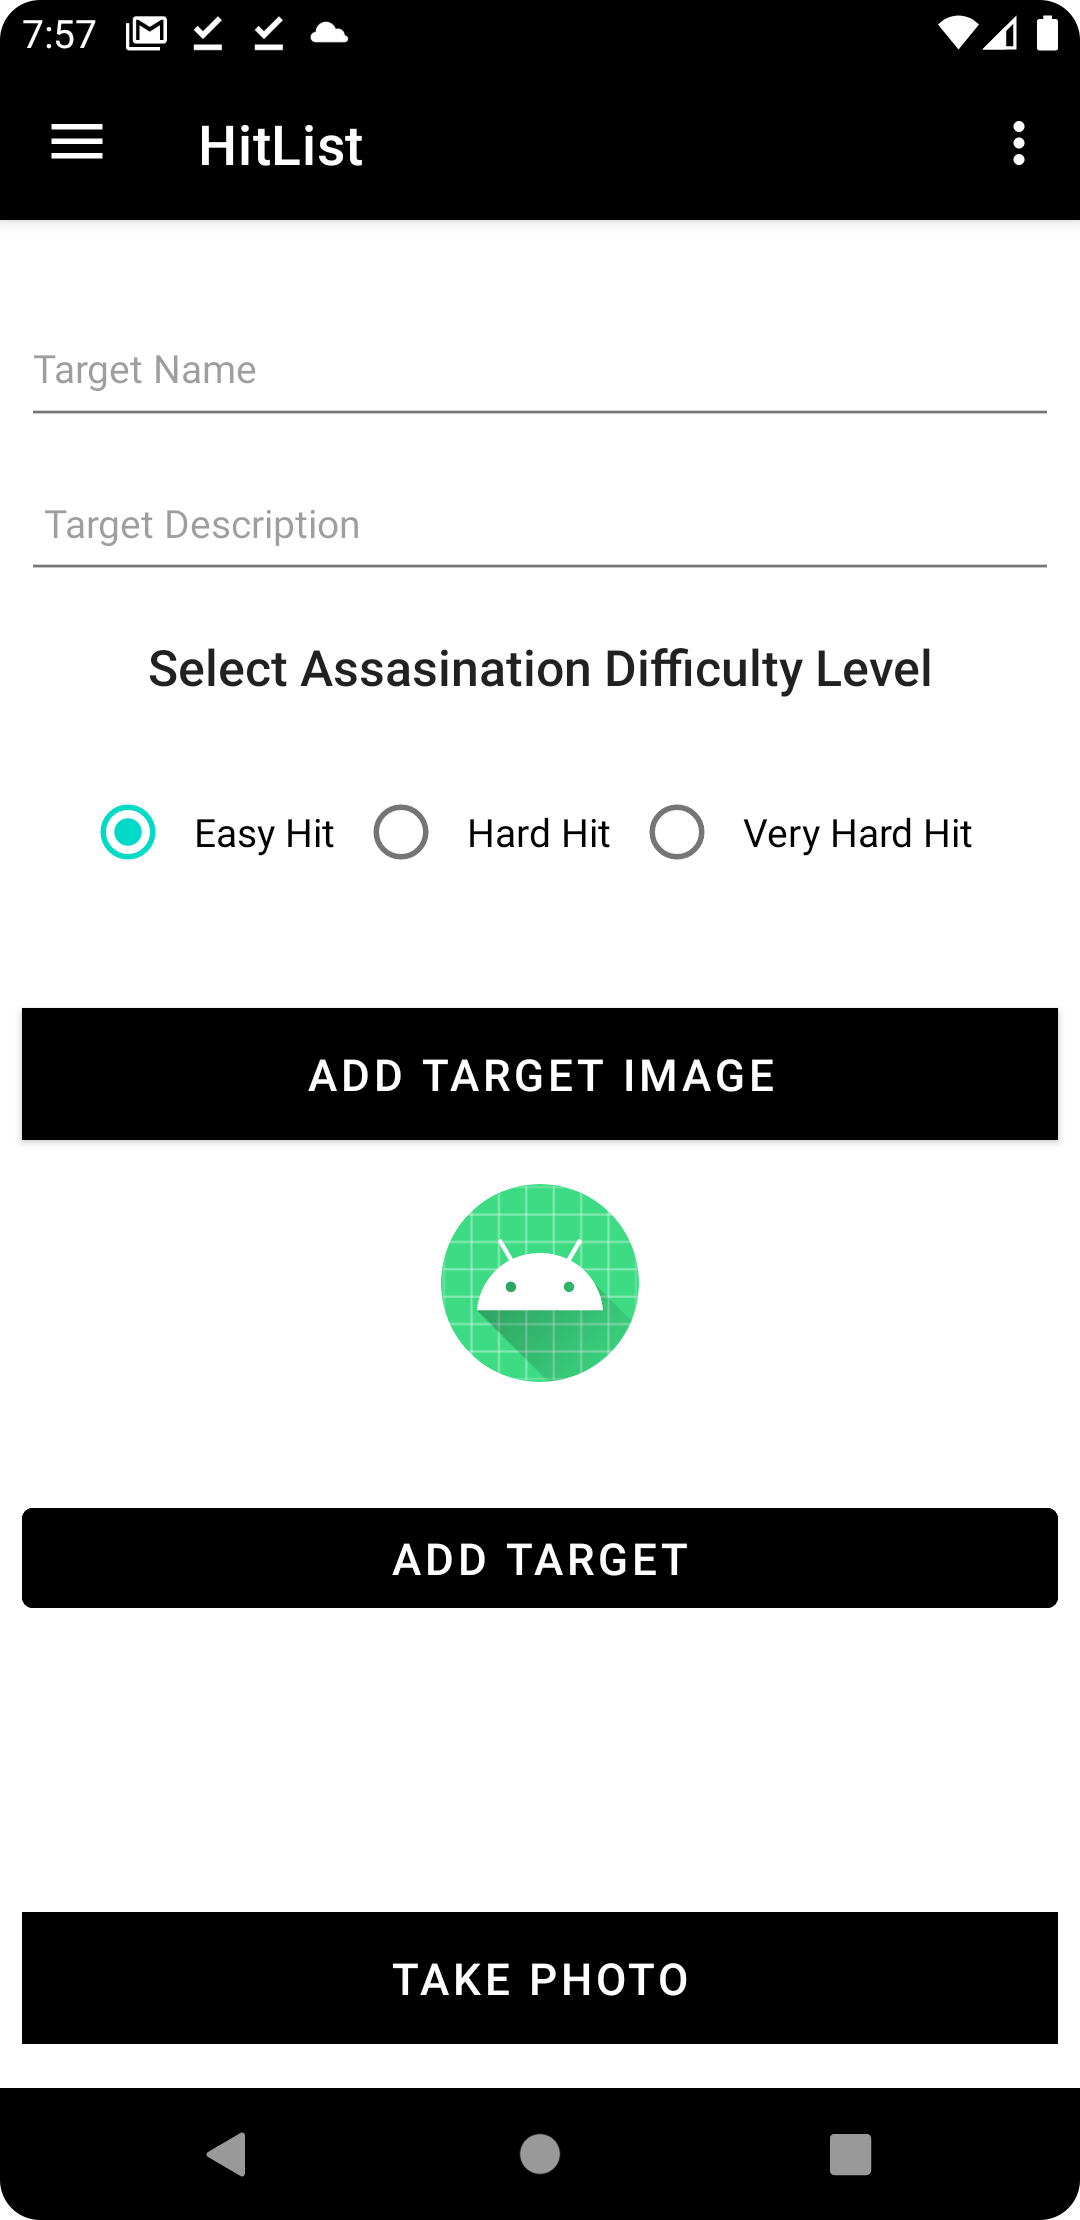 7:57
HitList
Target Name
Target Description
Select Assasination Difficulty Level
Easy Hit Hard Hit Very Hard Hit
ADD TARGET IMAGE
ADD TARGET
TAKE PHOTO